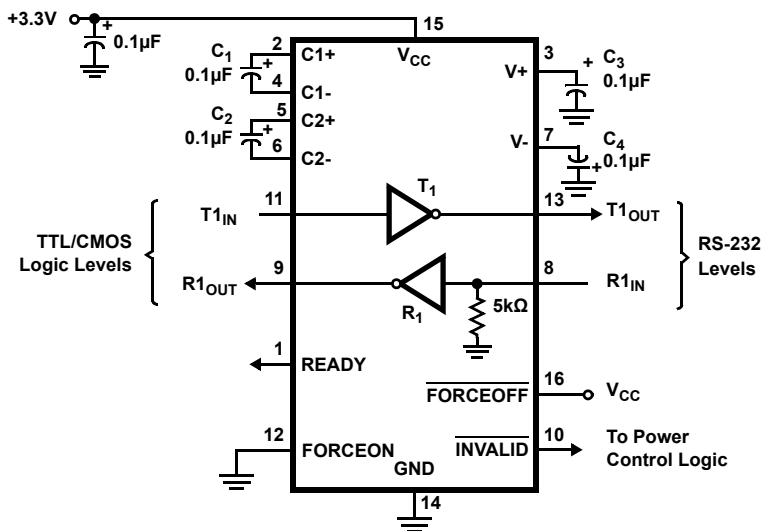 +3.3V
0.1µF
15
VCC
2
C1+
C1
0.1µF
4
C1-
5
C2+
C2
0.1µF
6
C2-
3
V+
C3
0.1µF
7
V-
C4
0.1µF
T1
T1IN
11
13
T1OUT
TTL/CMOS
Logic Levels
RS-232
Levels
R1OUT
9
8
R1IN
R1
5kΩ
1
READY
FORCEOFF
16
VCC
12
FORCEON
INVALID
10
To Power
Control Logic
GND
14